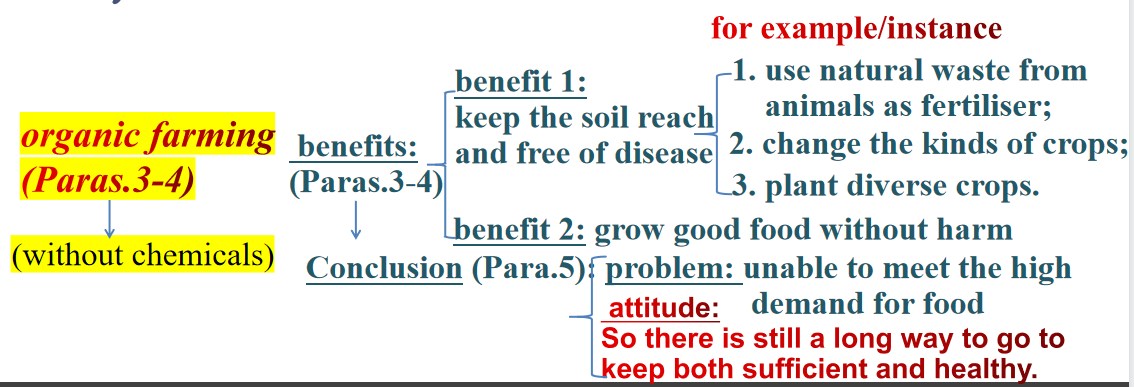 organic farming
(Paras.3-4)
(without chemicals)
benefits:
(Paras.3-4)
benefit 1:
keep the soil reach
and free of disease
for example/instance
1. use natural waste from
animals as fertiliser;
2. change the kinds of crops;
3. plant diverse crops.
benefit 2: grow good food without harm
Conclusion (Para.5): problem: unable to meet the high
demand for food
attitude:
So there is still a long way to go to
keep both sufficient and healthy.